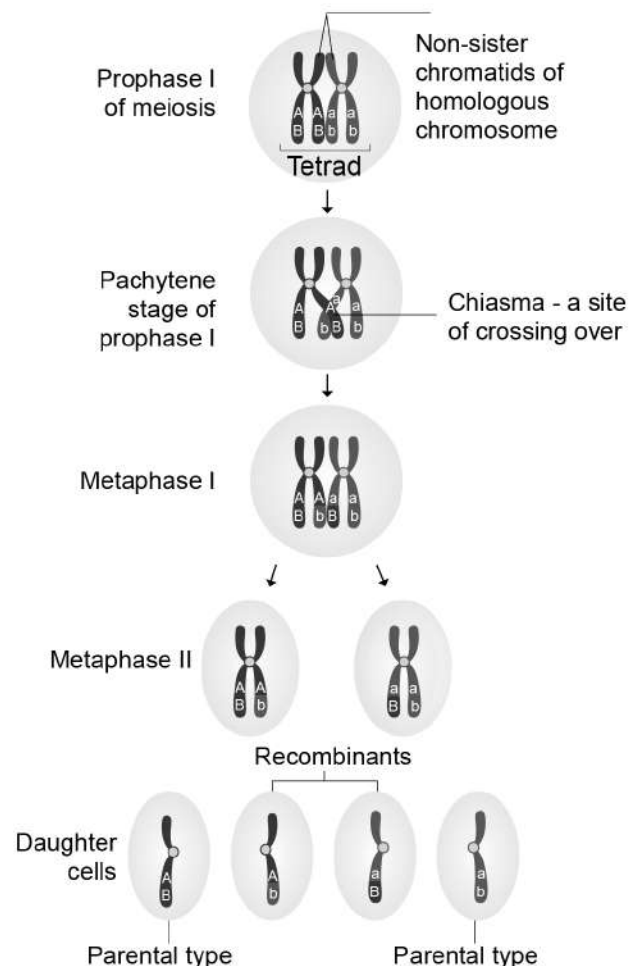 Prophase I
of meiosis
Non-sister
chromatids of
homologous
chromosome
A A a a
B B b b
Tetrad
Pachytene
stage of
prophase I
A a A a
B b B b
Chiasma - a site
of crossing over
Metaphase I
A A a a
B b B b
Metaphase II
A A
B b
a a
B b
Recombinants
Daughter
cells
A
B
A
b
a
B
a
b
Parental type
Parental type